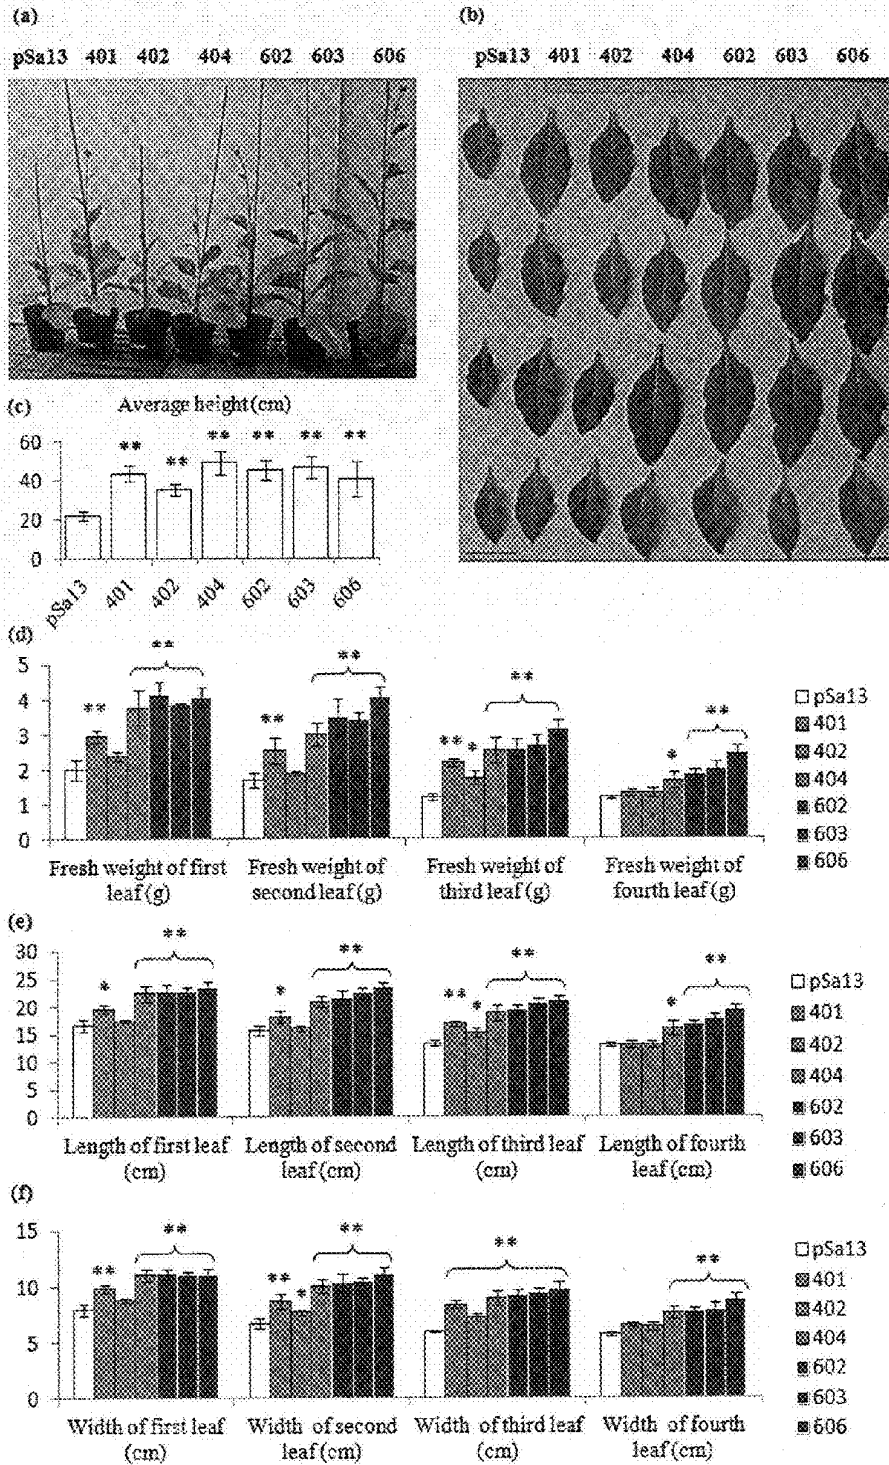 (a)
pSa13 401 402 404 602 603 606
(b)
pSa13 401 402 404 602 603 606
(c)
Average height(cm)
** ** ** ** ** **
60
40
20
0
pSa13 401 402 404 602 603 606
(d)
** ** ** **
** ** ** * *
5
4
3
2
1
0
Fresh weight of first leaf (g)
Fresh weight of second leaf (g)
Fresh weight of third leaf (g)
Fresh weight of fourth leaf (g)
pSa13
401
402
404
602
603
606
(e)
** ** ** **
* * ** * *
30
25
20
15
10
5
0
Length of first leaf (cm)
Length of second leaf (cm)
Length of third leaf (cm)
Length of fourth leaf (cm)
pSa13
401
402
404
602
603
606
(f)
** ** ** **
** ** *
15
10
5
0
Width of first leaf (cm)
Width of second leaf (cm)
Width of third leaf (cm)
Width of fourth leaf (cm)
pSa13
401
402
404
602
603
606